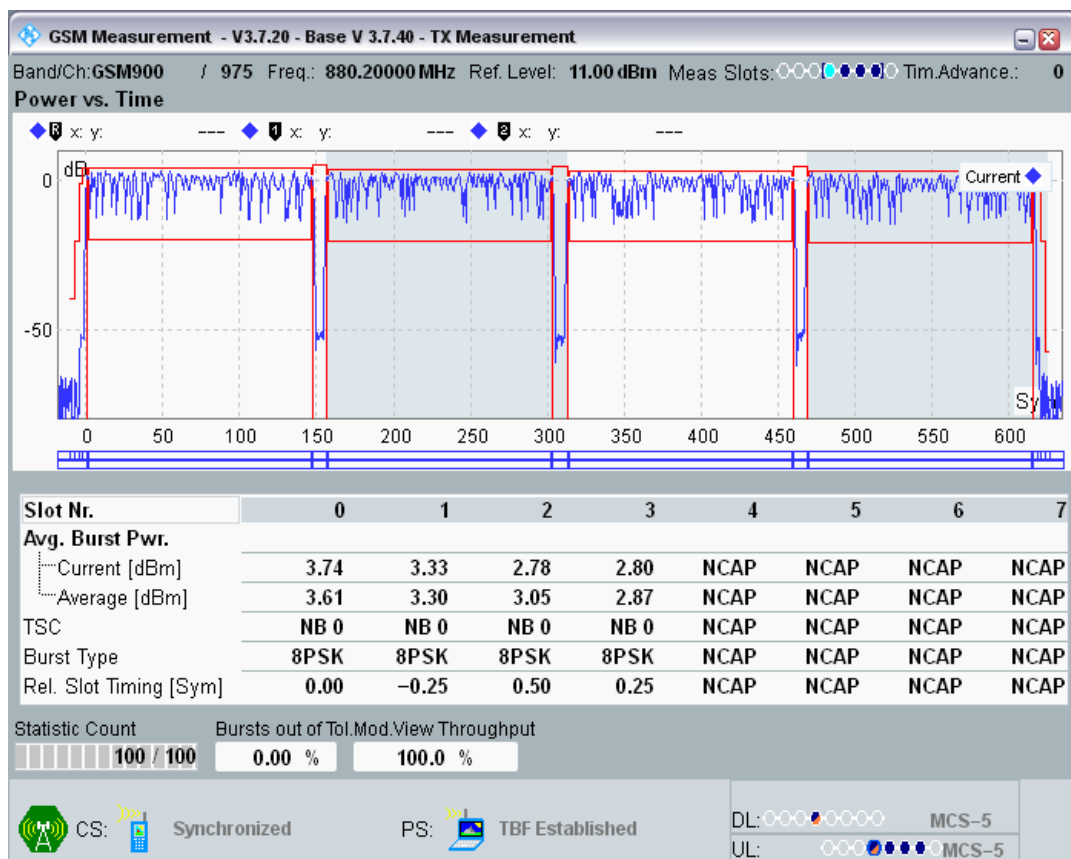 GSM Measurement - V3.7.20 - Base V 3.7.40 - TX Measurement
Band/Ch:GSM900 / 975 Freq.: 880.20000 MHz Ref. Level: 11.00 dBm Meas Slots: Tim.Advance.: 0
Power vs. Time
R x: y: --- 1 x: y: --- 2 x: y: ---
dB
Current
0
-50
0 50 100 150 200 250 300 350 400 450 500 550 600
Slot Nr. 0 1 2 3 4 5 6 7
Avg. Burst Pwr.
Current [dBm] 3.74 3.33 2.78 2.80 NCAP NCAP NCAP NCAP
Average [dBm] 3.61 3.30 3.05 2.87 NCAP NCAP NCAP NCAP
TSC NB 0 NB 0 NB 0 NB 0 NCAP NCAP NCAP NCAP
Burst Type 8PSK 8PSK 8PSK 8PSK NCAP NCAP NCAP NCAP
Rel. Slot Timing [Sym] 0.00 −0.25 0.50 0.25 NCAP NCAP NCAP NCAP
Statistic Count Bursts out of Tol.Mod.View Throughput
100 / 100 0.00 % 100.0 %
CS: Synchronized PS: TBF Established
DL: MCS−5
UL: MCS−5